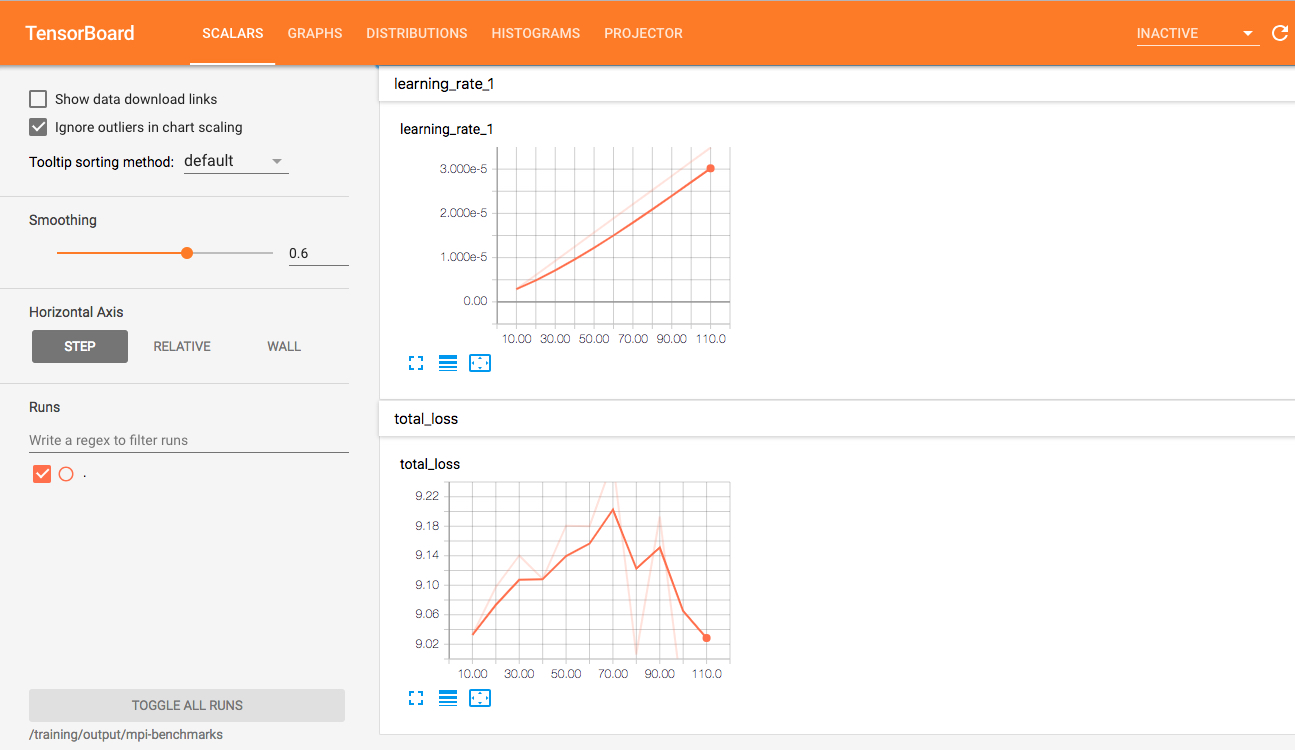 TensorBoard SCALARS GRAPHS DISTRIBUTIONS HISTOGRAMS PROJECTOR INACTIVE
Show data download links
Ignore outliers in chart scaling
Tooltip sorting method: default
Smoothing
0.6
Horizontal Axis
STEP RELATIVE WALL
Runs
Write a regex to filter runs
.
TOGGLE ALL RUNS
/training/output/mpi-benchmarks
learning_rate_1
learning_rate_1
3.000e-5
2.000e-5
1.000e-5
0.00
10.00 30.00 50.00 70.00 90.00 110.0
total_loss
total_loss
9.22
9.18
9.14
9.10
9.06
9.02
10.00 30.00 50.00 70.00 90.00 110.0